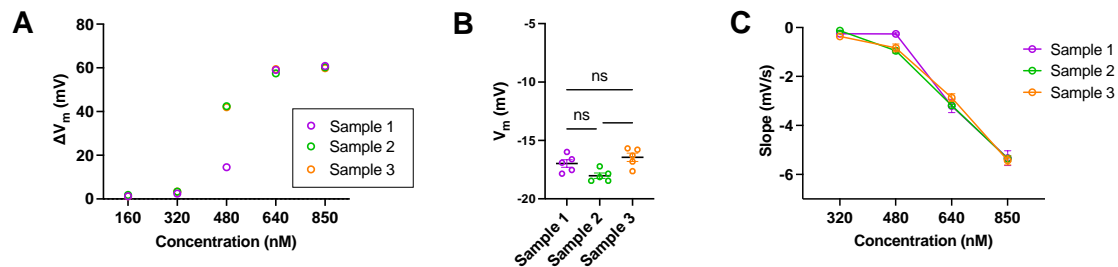 A
ΔVm (mV)
80
60
40
20
0
160 320 480 640 850
Concentration (nM)
Sample 1
Sample 2
Sample 3
B
Vm (mV)
-5
-10
-15
-20
ns
ns
Sample 1
Sample 2
Sample 3
C
Slope (mV/s)
0
-2
-4
-6
320 480 640 850
Concentration (nM)
Sample 1
Sample 2
Sample 3